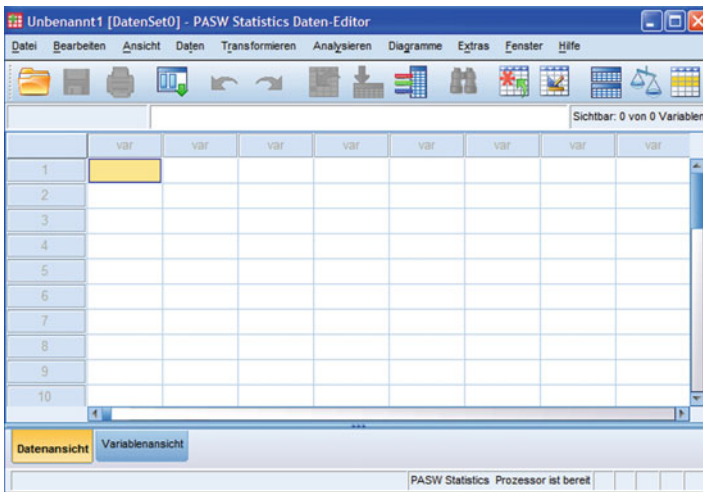 Unbenannt1 [DatenSet0] - PASW Statistics Daten-Editor
Datei Bearbeiten Ansicht Daten Transformieren Analysieren Diagramme Extras Fenster Hilfe
Sichtbar: 0 von 0 Variablen
var var var var var var var var
1
2
3
4
5
6
7
8
9
10
Datenansicht Variablenansicht
PASW Statistics Prozessor ist bereit